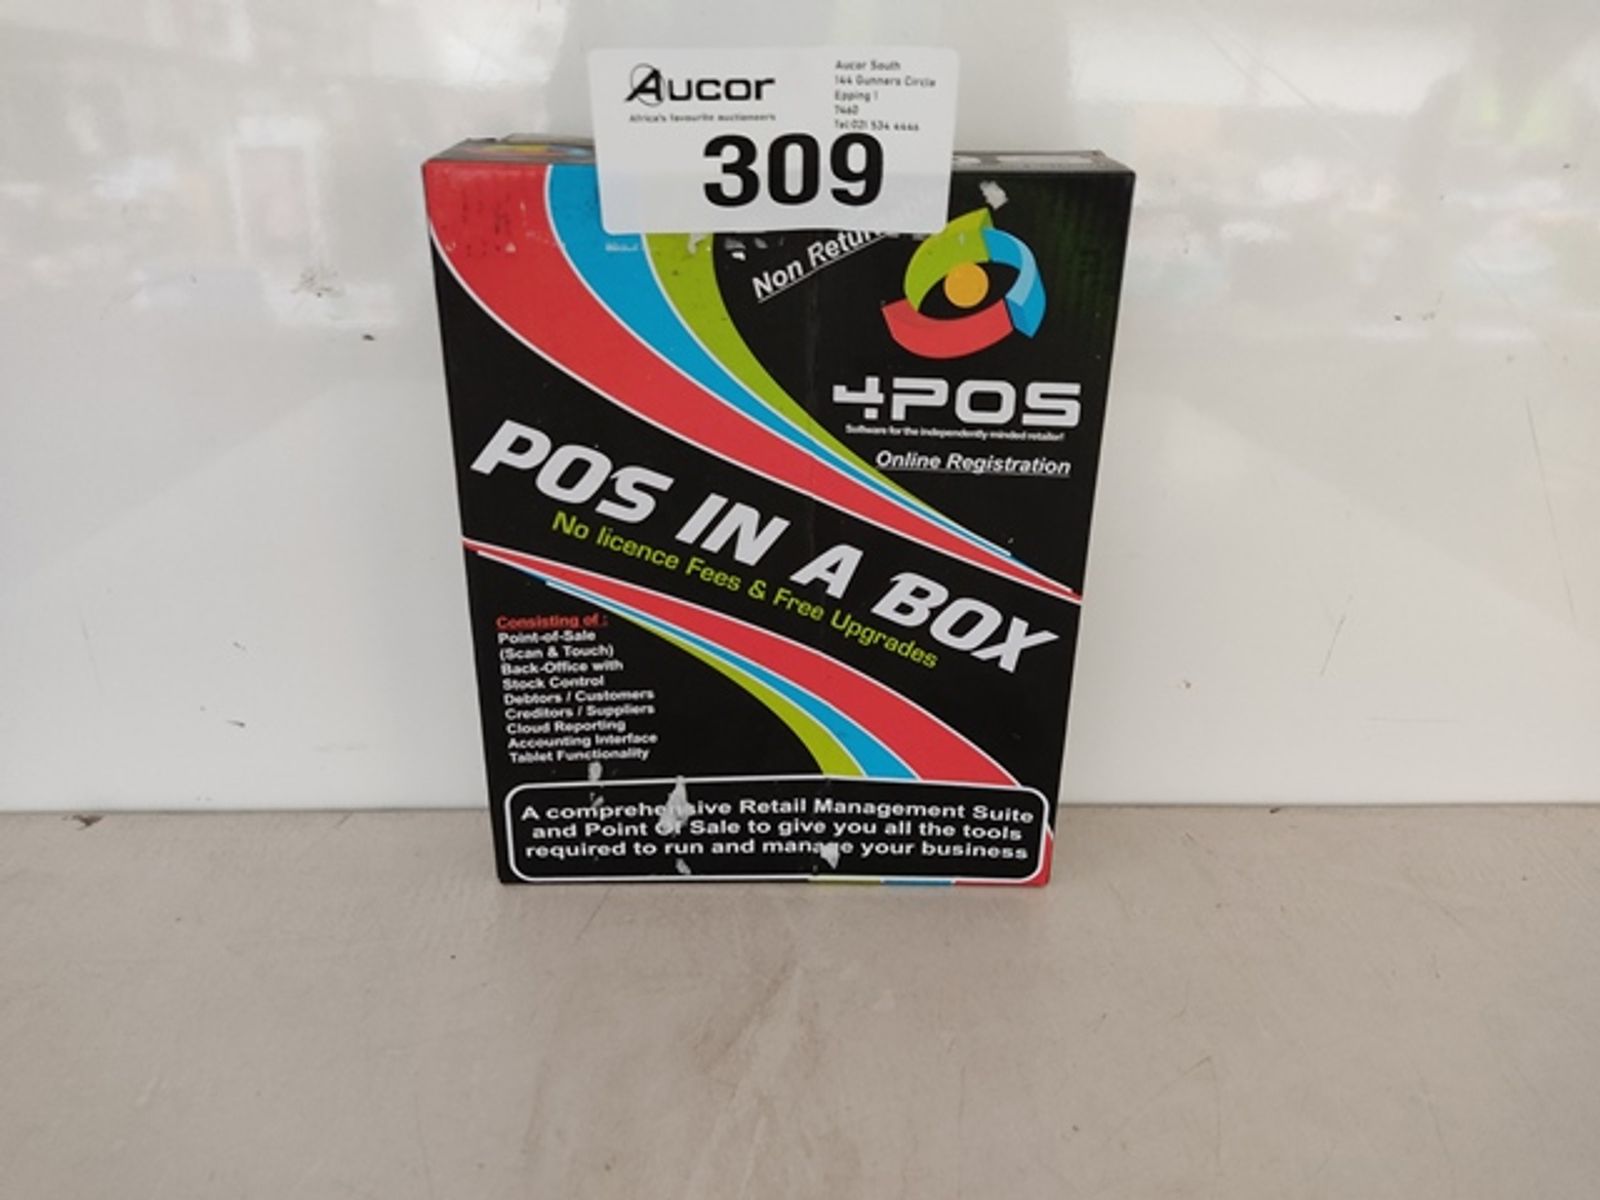 Aucor
Africa's favourite auctioneers
Aucor South
144 Gunners Circle
Epping 1
7460
Tel:021 534 4444
309
Non
4POS
Software for the independently minded retailer!
Online Registration
POS IN A BOX
No licence Fees & Free Upgrades
Consisting of :
Point-of-Sale
(Scan & Touch)
Back-Office with
Stock Control
Debtors / Customers
Creditors / Suppliers
Cloud Reporting
Accounting Interface
Tablet Functionality
A comprehensive Retail Management Suite
and Point Of Sale to give you all the tools
required to run and manage your business